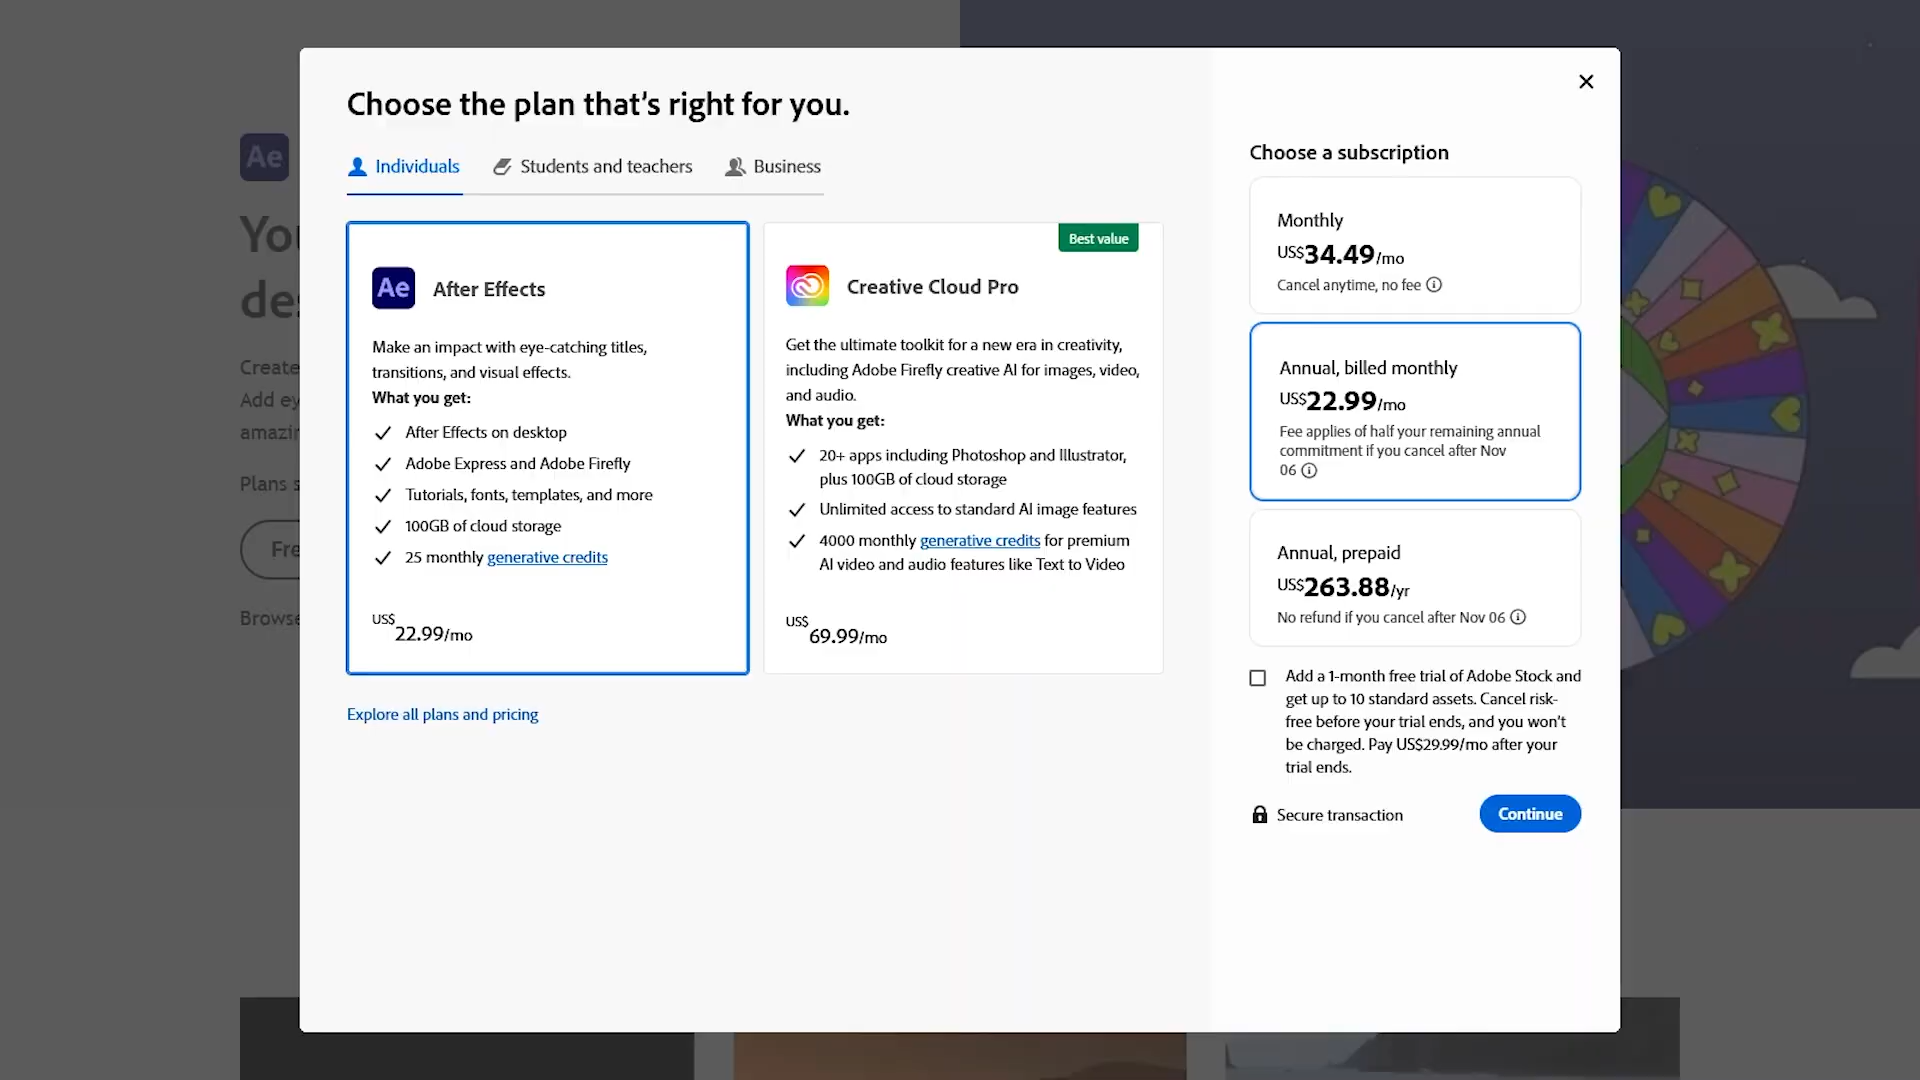 Choose the plan that's right for you.
Individuals
Students and teachers
Business
Ae
After Effects
Make an impact with eye-catching titles,
transitions, and visual effects.
What you get:
After Effects on desktop
Adobe Express and Adobe Firefly
Tutorials, fonts, templates, and more
100GB of cloud storage
25 monthly generative credits
US$22.99/mo
Best value
Creative Cloud Pro
Get the ultimate toolkit for a new era in creativity,
including Adobe Firefly creative AI for images, video,
and audio.
What you get:
20+ apps including Photoshop and Illustrator,
plus 100GB of cloud storage
Unlimited access to standard AI image features
4000 monthly generative credits for premium
AI video and audio features like Text to Video
US$69.99/mo
Explore all plans and pricing
Choose a subscription
Monthly
US$34.49/mo
Cancel anytime, no fee
Annual, billed monthly
US$22.99/mo
Fee applies of half your remaining annual
commitment if you cancel after Nov
06
Annual, prepaid
US$263.88/yr
No refund if you cancel after Nov 06
Add a 1-month free trial of Adobe Stock and
get up to 10 standard assets. Cancel risk-
free before your trial ends, and you won't
be charged. Pay US$29.99/mo after your
trial ends.
Secure transaction
Continue
Ae
Create
Plans